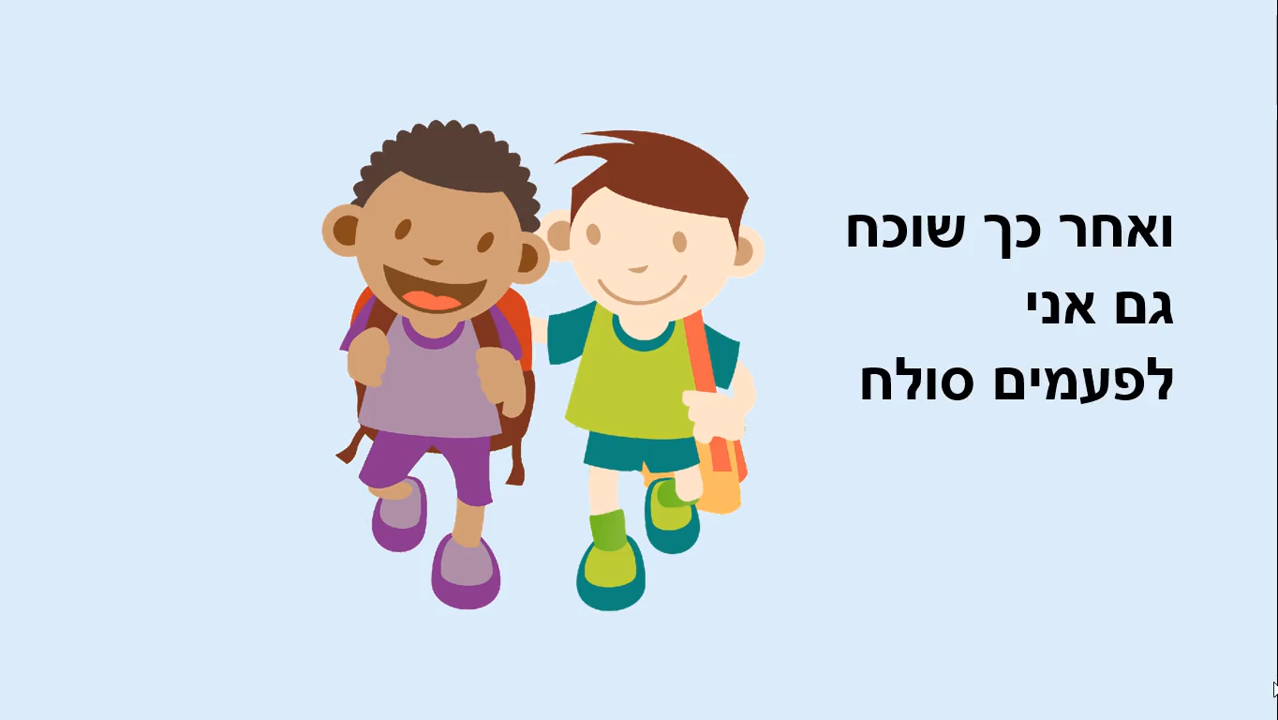 ואחר כך שוכח
גם אני
לפעמים סולח